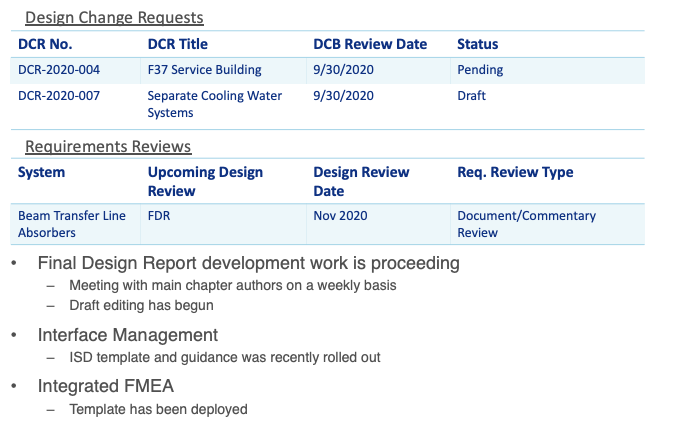 Design Change Requests
DCR No. DCR Title DCB Review Date Status
DCR-2020-004 F37 Service Building 9/30/2020 Pending
DCR-2020-007 Separate Cooling Water 9/30/2020 Draft
Systems
Requirements Reviews
System Upcoming Design Design Review Req. Review Type
Review Date
Beam Transfer Line FDR Nov 2020 Document/Commentary
Absorbers Review
• Final Design Report development work is proceeding
– Meeting with main chapter authors on a weekly basis
– Draft editing has begun
• Interface Management
– ISD template and guidance was recently rolled out
• Integrated FMEA
– Template has been deployed